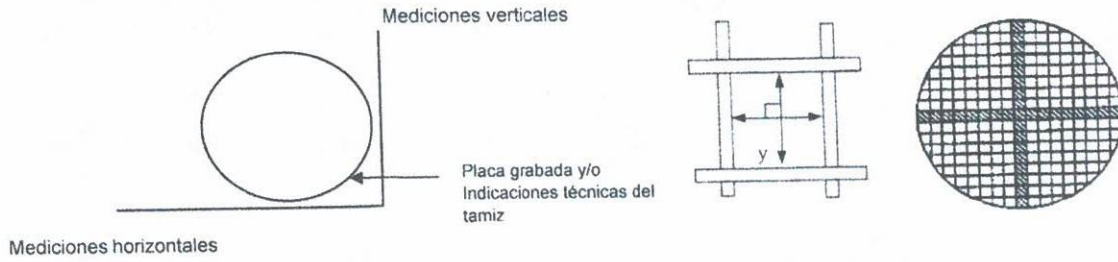 Mediciones verticales
Placa grabada y/o
Indicaciones técnicas del
tamiz
y
Mediciones horizontales